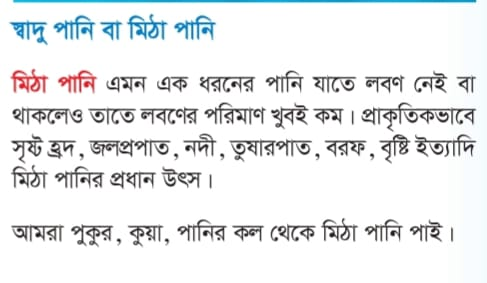 স্বাদু পানি বা মিঠা পানি
মিঠা পানি এমন এক ধরনের পানি যাতে লবণ নেই বা
থাকলেও তাতে লবণের পরিমাণ খুবই কম। প্রাকৃতিকভাবে
সৃষ্ট হ্রদ, জলপ্রপাত, নদী, তুষারপাত, বরফ, বৃষ্টি ইত্যাদি
মিঠা পানির প্রধান উৎস।
আমরা পুকুর, কুয়া, পানির কল থেকে মিঠা পানি পাই।